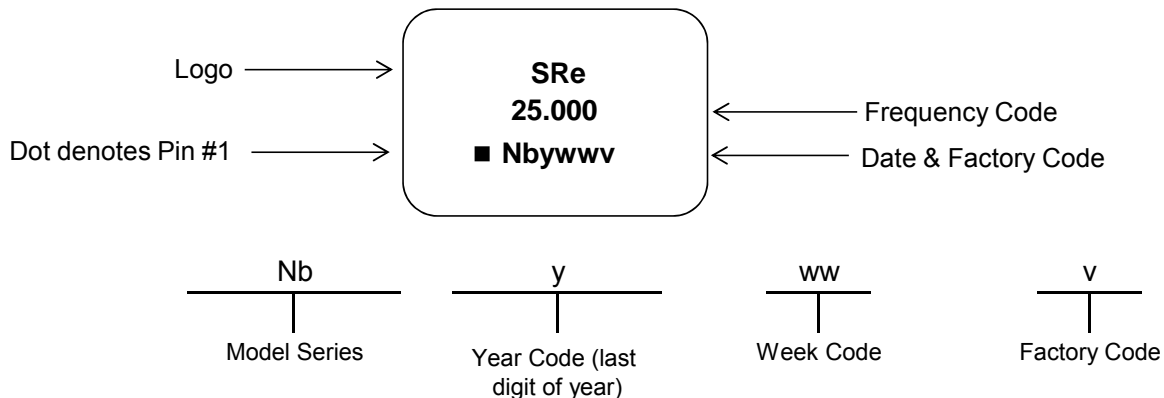 Logo
SRe
25.000
Frequency Code
Dot denotes Pin #1
■ Nbywwv
Date & Factory Code
Nb
y
ww
v
Model Series
Year Code (last
digit of year)
Week Code
Factory Code